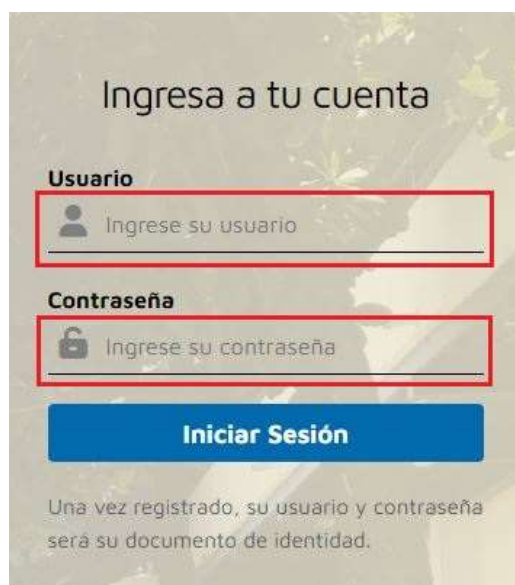 Ingresa a tu cuenta
Usuario
Ingrese su usuario
Contraseña
Ingrese su contraseña
Iniciar Sesión
Una vez registrado, su usuario y contraseña
será su documento de identidad.